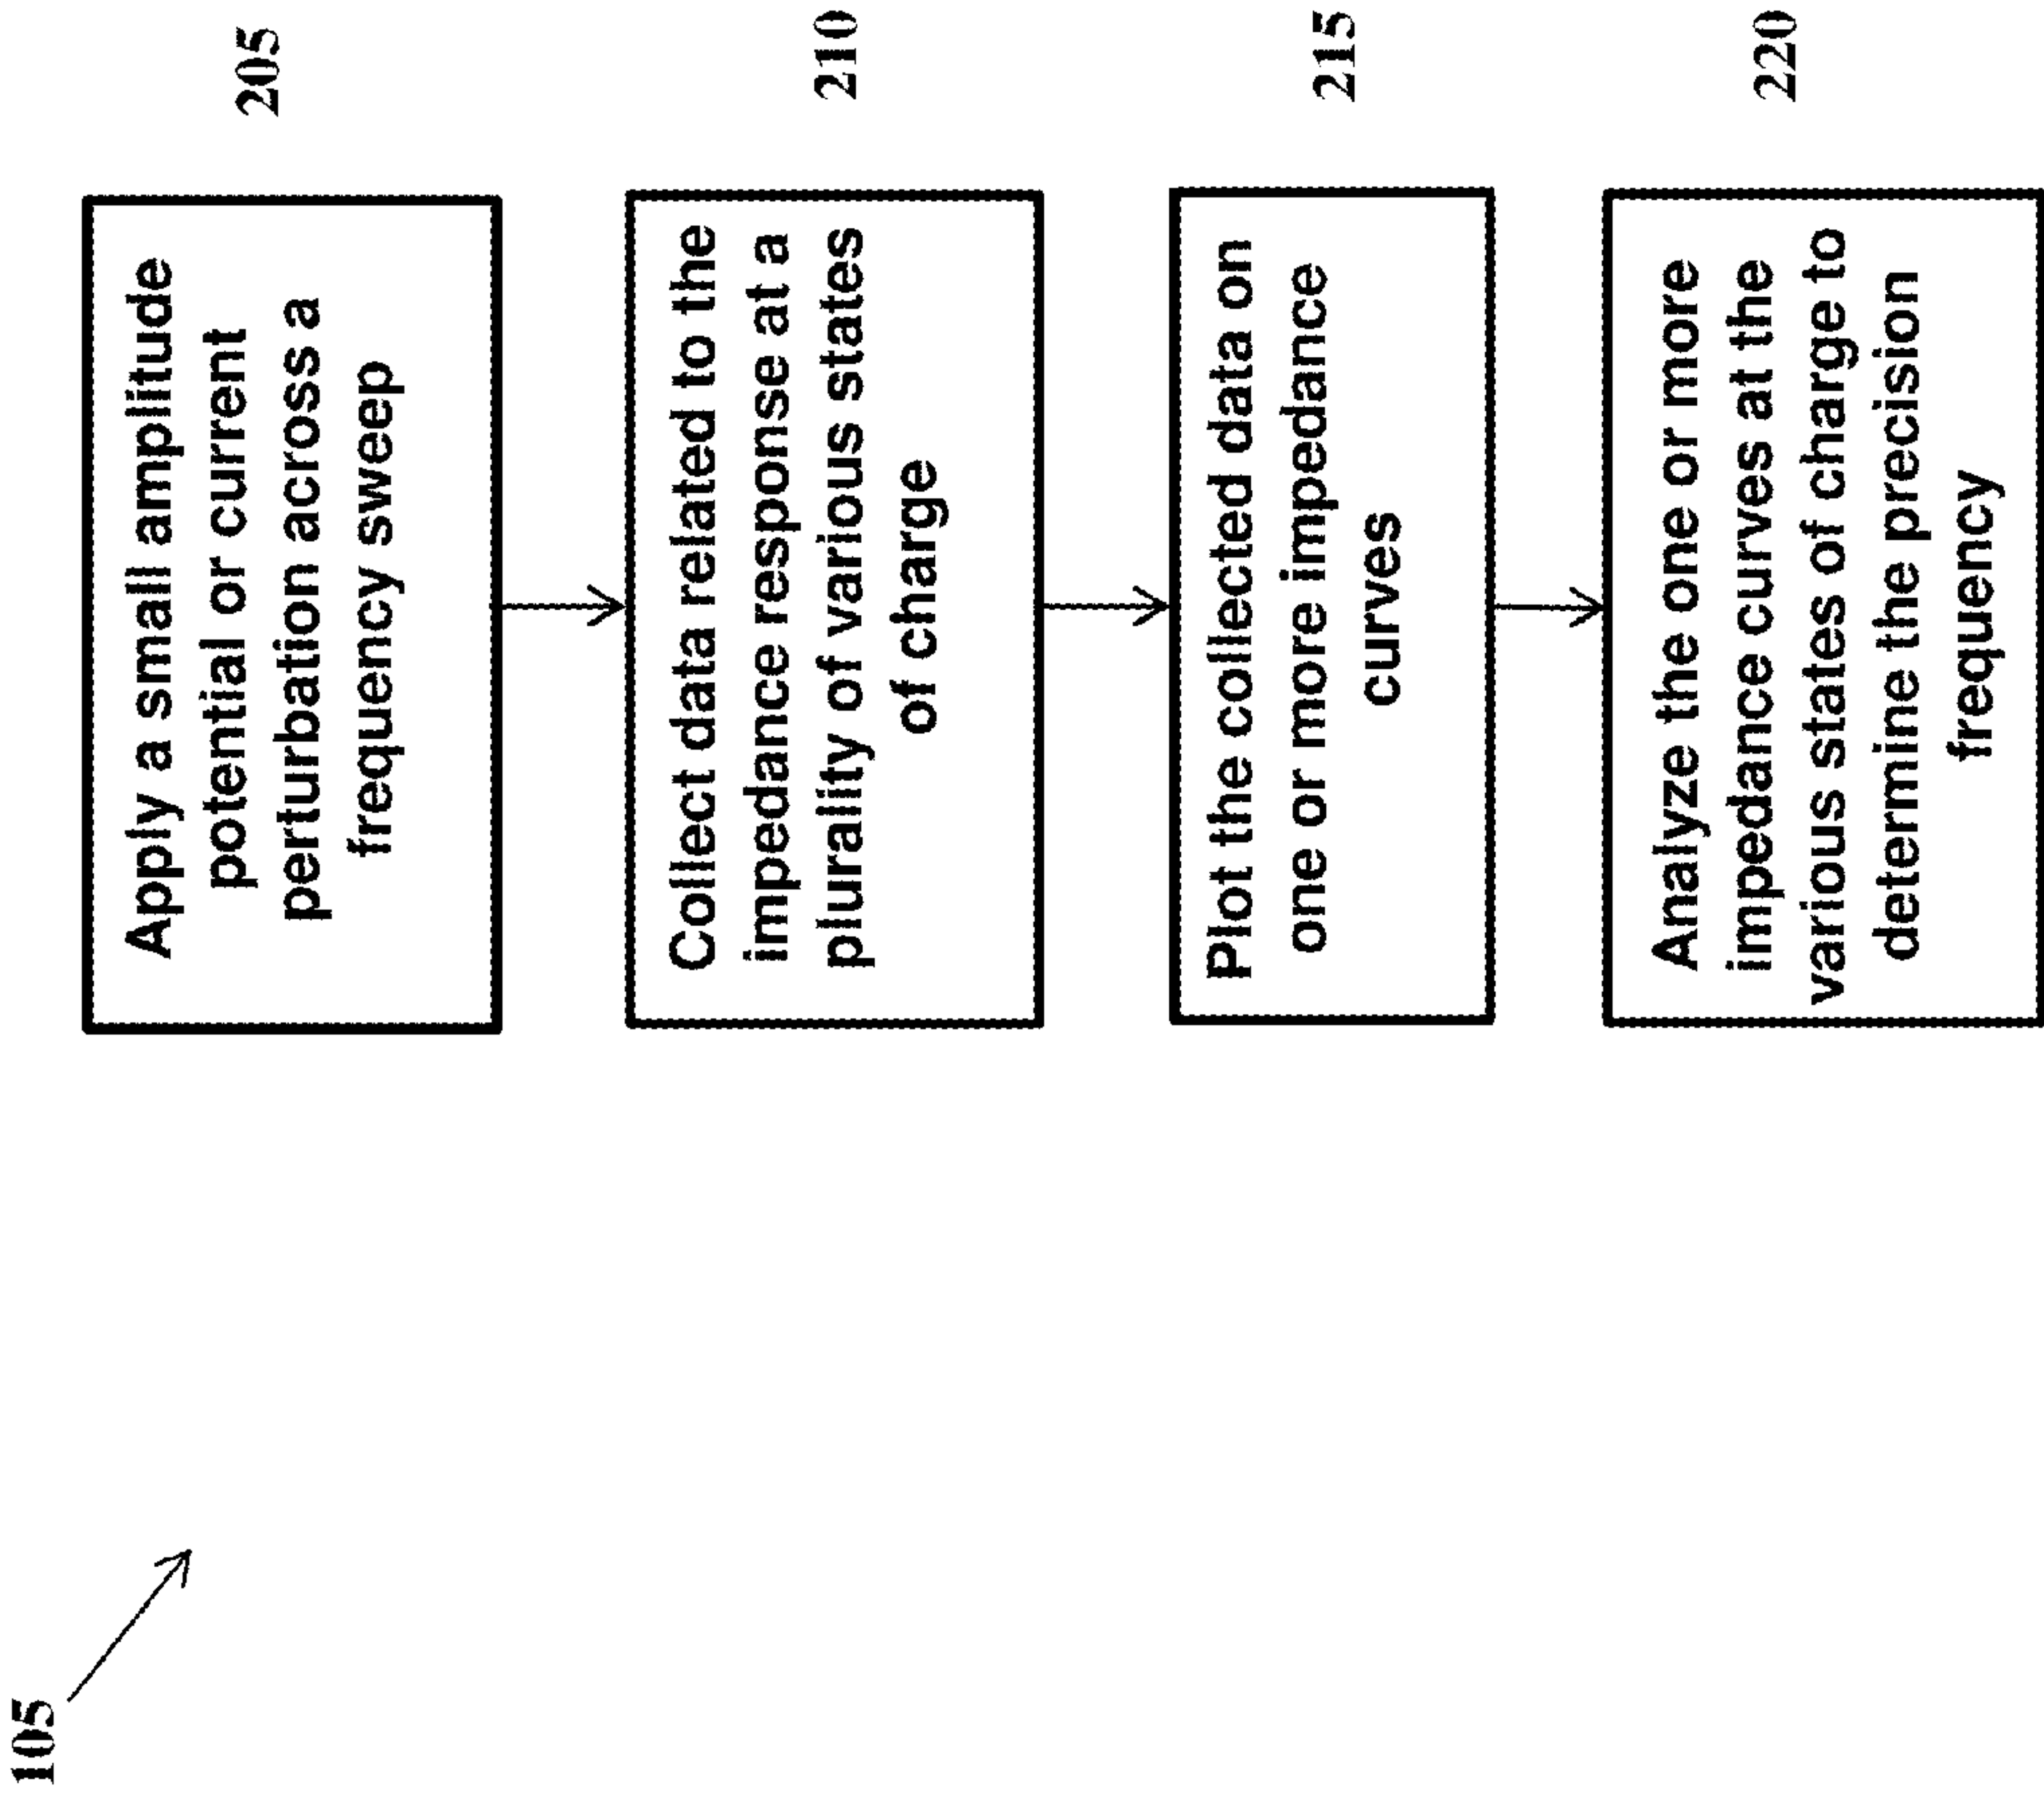 105
Apply a small amplitude
potential or current
perturbation across a
frequency sweep
205
Collect data related to the
impedance response at a
plurality of various states
of charge
210
Plot the collected data on
one or more impedance
curves
215
Analyze the one or more
impedance curves at the
various states of charge to
determine the precision
frequency
220